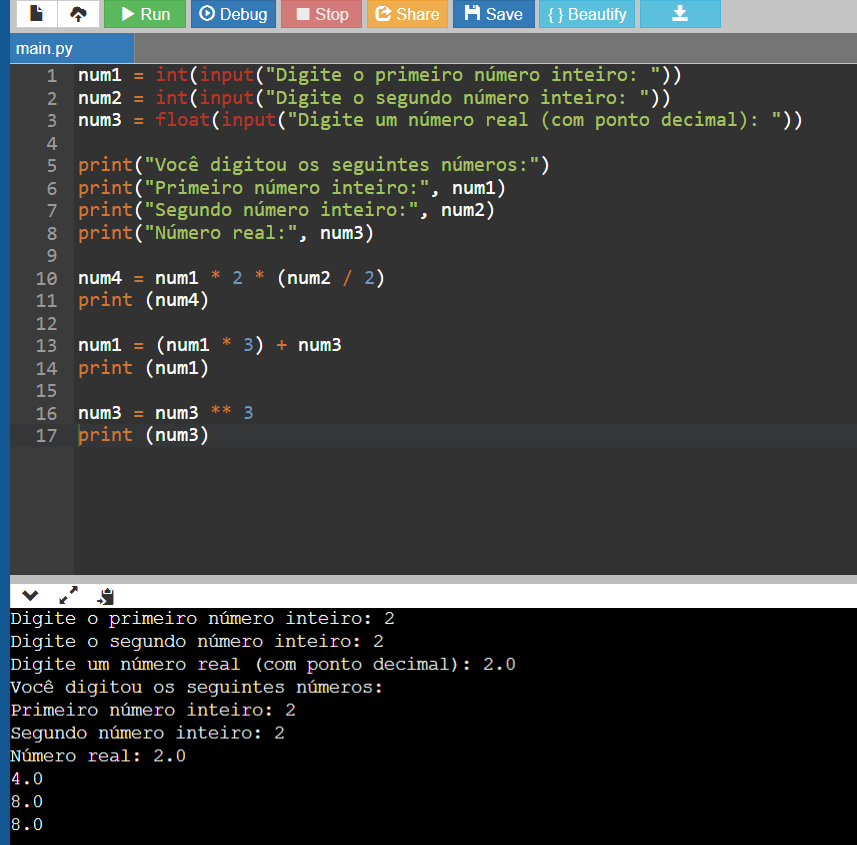 Run Debug Stop Share Save { } Beautify
main.py
1 num1 = int(input("Digite o primeiro número inteiro: "))
2 num2 = int(input("Digite o segundo número inteiro: "))
3 num3 = float(input("Digite um número real (com ponto decimal): "))
4
5 print("Você digitou os seguintes números:")
6 print("Primeiro número inteiro:", num1)
7 print("Segundo número inteiro:", num2)
8 print("Número real:", num3)
9
10 num4 = num1 * 2 * (num2 / 2)
11 print (num4)
12
13 num1 = (num1 * 3) + num3
14 print (num1)
15
16 num3 = num3 ** 3
17 print (num3)
Digite o primeiro número inteiro: 2
Digite o segundo número inteiro: 2
Digite um número real (com ponto decimal): 2.0
Você digitou os seguintes números:
Primeiro número inteiro: 2
Segundo número inteiro: 2
Número real: 2.0
4.0
8.0
8.0